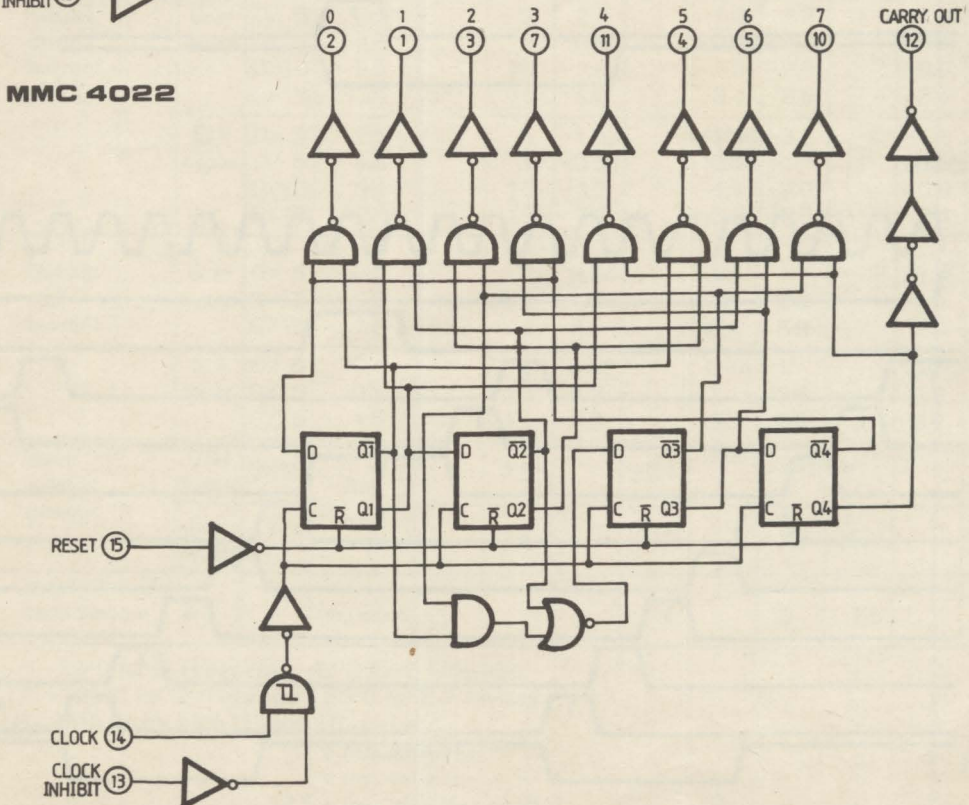 INHIBIT
0 1 2 3 4 5 6 7 CARRY OUT
2 1 3 7 11 4 5 10 12
MMC 4022
D Q1 D Q2 D Q3 D Q4
C Q1 C Q2 C Q3 C Q4
R R R R
RESET 15
CLOCK 14
CLOCK
INHIBIT 13